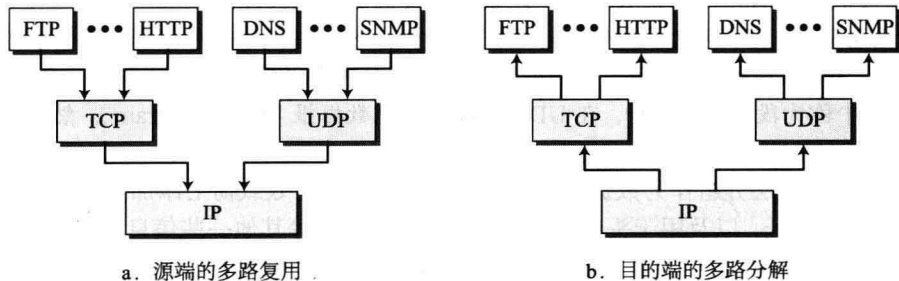 FTP ••• HTTP DNS ••• SNMP FTP ••• HTTP DNS ••• SNMP
TCP UDP TCP UDP
IP IP
a. 源端的多路复用 b. 目的端的多路分解